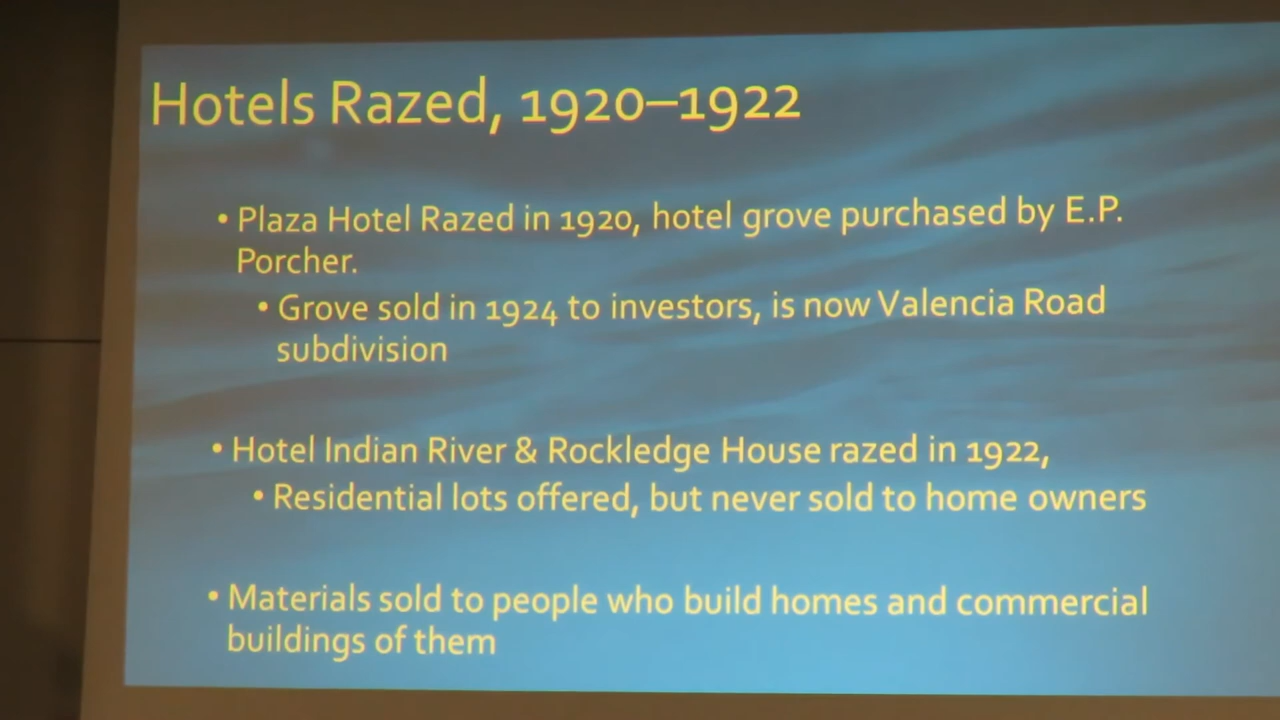 Hotels Razed, 1920–1922
• Plaza Hotel Razed in 1920, hotel grove purchased by E.P.
Porcher.
• Grove sold in 1924 to investors, is now Valencia Road
subdivision
• Hotel Indian River & Rockledge House razed in 1922,
• Residential lots offered, but never sold to home owners
• Materials sold to people who build homes and commercial
buildings of them